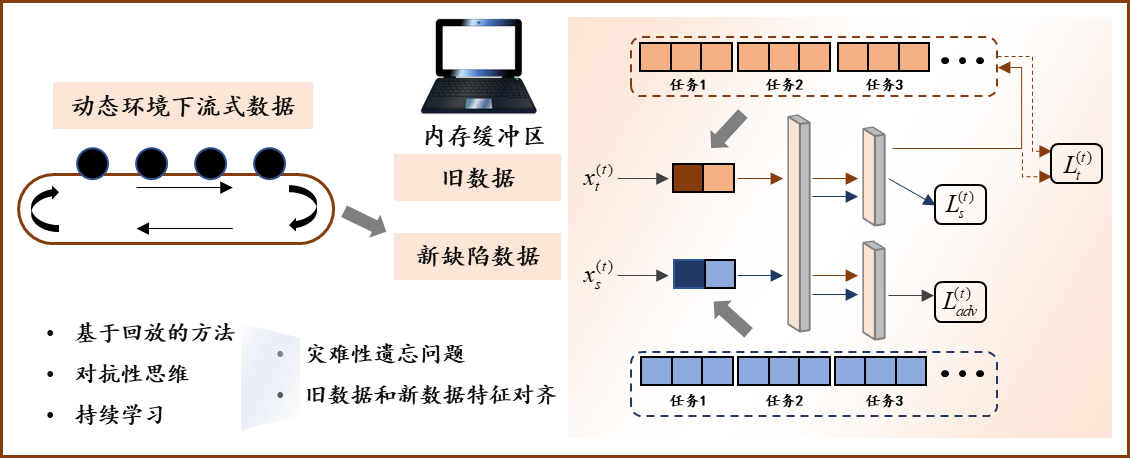 动态环境下流式数据
内存缓冲区
旧数据
新缺陷数据
• 基于回放的方法
• 对抗性思维
• 持续学习
• 灾难性遗忘问题
• 旧数据和新数据特征对齐
任务1 任务2 任务3
x_t^{(t)}
L_t^{(t)}
L_s^{(t)}
x_s^{(t)}
L_{adv}^{(t)}
任务1 任务2 任务3